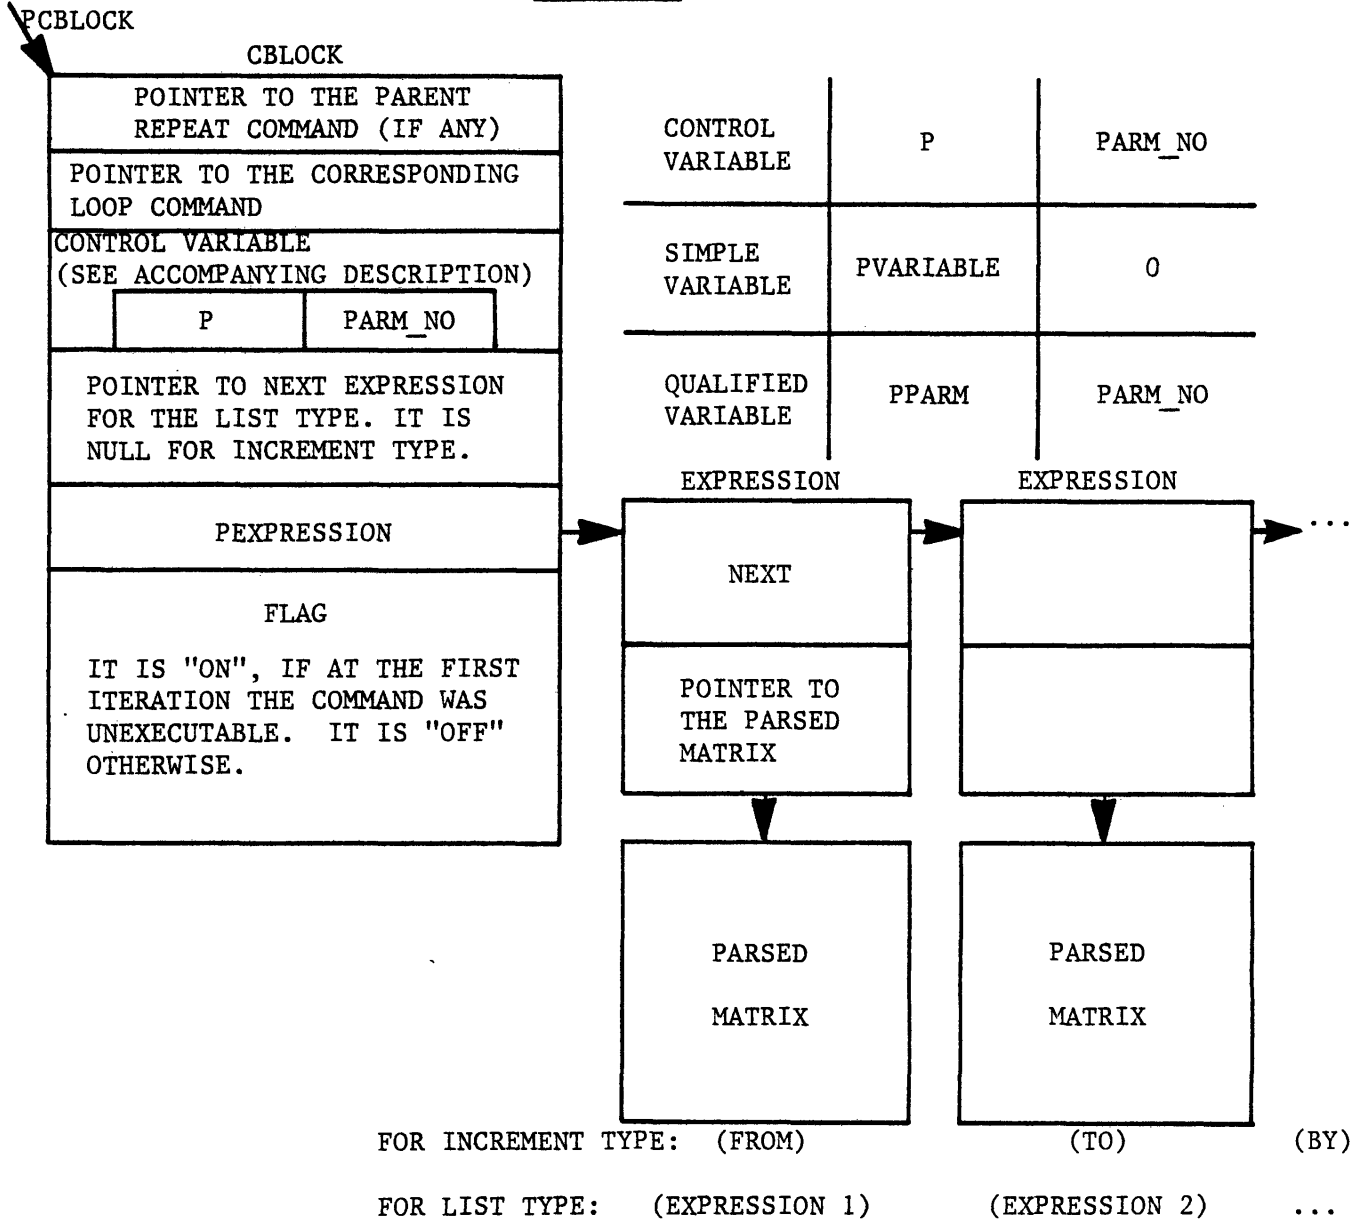 PCBLOCK
CBLOCK
POINTER TO THE PARENT
REPEAT COMMAND (IF ANY)
POINTER TO THE CORRESPONDING
LOOP COMMAND
CONTROL VARIABLE
(SEE ACCOMPANYING DESCRIPTION)
P PARM_NO
POINTER TO NEXT EXPRESSION
FOR THE LIST TYPE. IT IS
NULL FOR INCREMENT TYPE.
PEXPRESSION
FLAG
IT IS "ON", IF AT THE FIRST
ITERATION THE COMMAND WAS
UNEXECUTABLE. IT IS "OFF"
OTHERWISE.
CONTROL
VARIABLE
P
PARM_NO
SIMPLE
VARIABLE
PVARIABLE
0
QUALIFIED
VARIABLE
PPARM
PARM_NO
EXPRESSION
EXPRESSION
...
NEXT
POINTER TO
THE PARSED
MATRIX
PARSED
MATRIX
PARSED
MATRIX
FOR INCREMENT TYPE: (FROM) (TO) (BY)
FOR LIST TYPE: (EXPRESSION 1) (EXPRESSION 2) ...